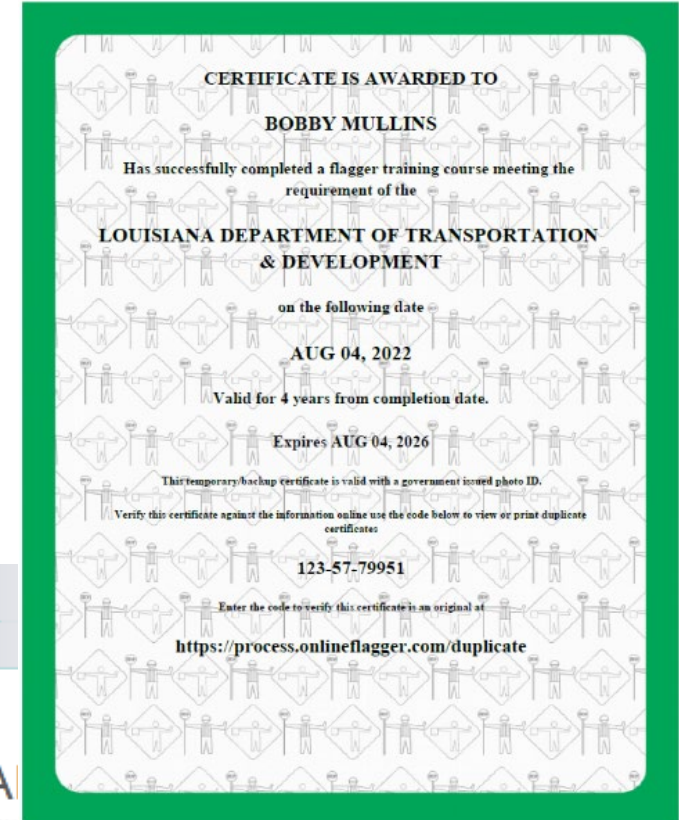 CERTIFICATE IS AWARDED TO
BOBBY MULLINS
Has successfully completed a flagger training course meeting the
requirement of the
LOUISIANA DEPARTMENT OF TRANSPORTATION
& DEVELOPMENT
on the following date
AUG 04, 2022
Valid for 4 years from completion date.
Expires AUG 04, 2026
This temporary/backup certificate is valid with a government issued photo ID.
Verify this certificate against the information online use the code below to view or print duplicate
certificates
123-57-79951
Enter the code to verify this certificate is an original at
https://process.onlineflagger.com/duplicate
A